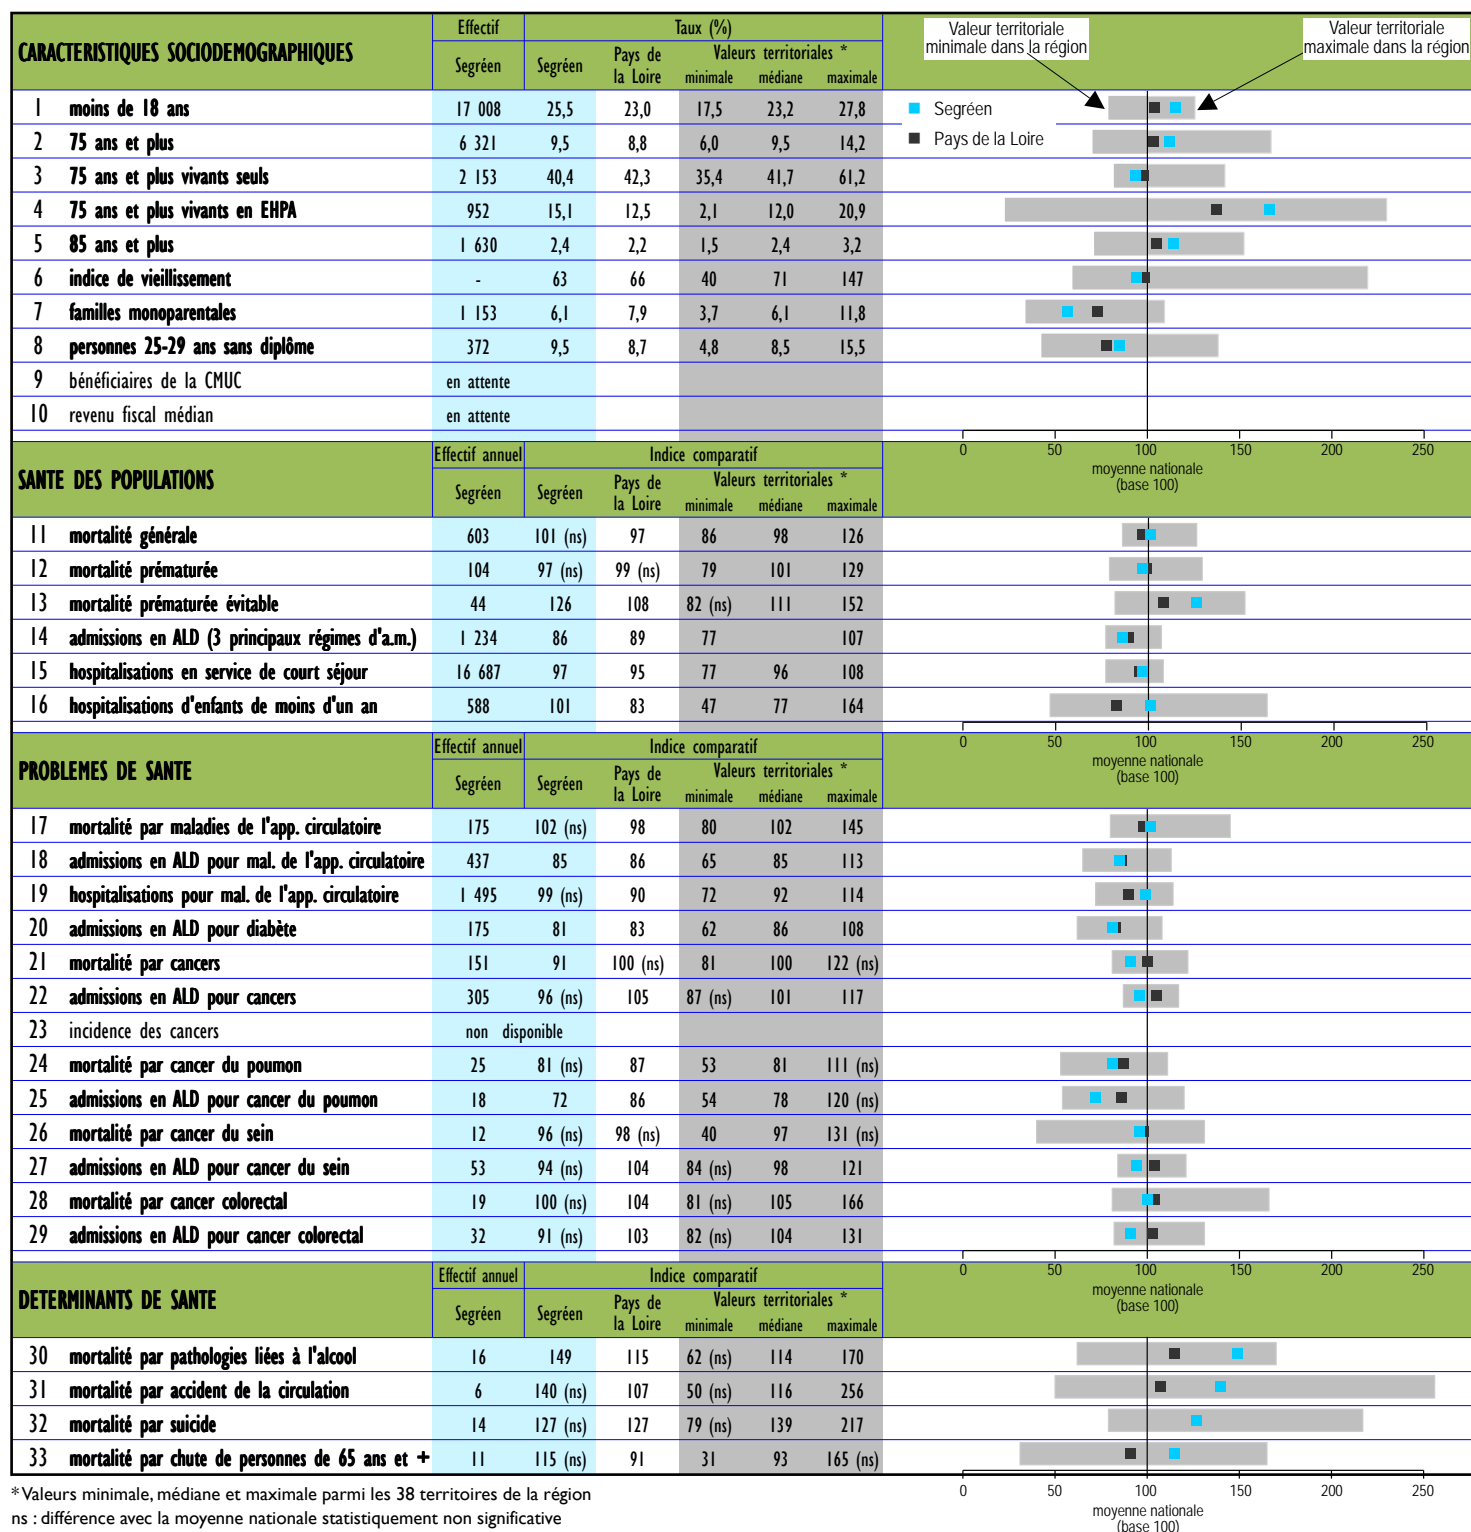 CARACTERISTIQUES SOCIODEMOGRAPHIQUES
Effectif Taux (%)
Segréen Segréen Pays de la Loire Valeurs territoriales *
minimale médiane maximale
Valeur territoriale minimale dans la région
Valeur territoriale maximale dans la région
Segréen
Pays de la Loire
1 moins de 18 ans 17 008 25,5 23,0 17,5 23,2 27,8
2 75 ans et plus 6 321 9,5 8,8 6,0 9,5 14,2
3 75 ans et plus vivants seuls 2 153 40,4 42,3 35,4 41,7 61,2
4 75 ans et plus vivants en EHPA 952 15,1 12,5 2,1 12,0 20,9
5 85 ans et plus 1 630 2,4 2,2 1,5 2,4 3,2
6 indice de vieillissement - 63 66 40 71 147
7 familles monoparentales 1 153 6,1 7,9 3,7 6,1 11,8
8 personnes 25-29 ans sans diplôme 372 9,5 8,7 4,8 8,5 15,5
9 bénéficiaires de la CMUC en attente
10 revenu fiscal médian en attente
0 50 100 150 200 250
moyenne nationale
(base 100)
SANTE DES POPULATIONS
Effectif annuel Indice comparatif
Segréen Segréen Pays de la Loire Valeurs territoriales *
minimale médiane maximale
11 mortalité générale 603 101 (ns) 97 86 98 126
12 mortalité prématurée 104 97 (ns) 99 (ns) 79 101 129
13 mortalité prématurée évitable 44 126 108 82 (ns) 111 152
14 admissions en ALD (3 principaux régimes d'a.m.) 1 234 86 89 77 107
15 hospitalisations en service de court séjour 16 687 97 95 77 96 108
16 hospitalisations d'enfants de moins d'un an 588 101 83 47 77 164
0 50 100 150 200 250
moyenne nationale
(base 100)
PROBLEMES DE SANTE
Effectif annuel Indice comparatif
Segréen Segréen Pays de la Loire Valeurs territoriales *
minimale médiane maximale
17 mortalité par maladies de l'app. circulatoire 175 102 (ns) 98 80 102 145
18 admissions en ALD pour mal. de l'app. circulatoire 437 85 86 65 85 113
19 hospitalisations pour mal. de l'app. circulatoire 1 495 99 (ns) 90 72 92 114
20 admissions en ALD pour diabète 175 81 83 62 86 108
21 mortalité par cancers 151 91 100 (ns) 81 100 122 (ns)
22 admissions en ALD pour cancers 305 96 (ns) 105 87 (ns) 101 117
23 incidence des cancers non disponible
24 mortalité par cancer du poumon 25 81 (ns) 87 53 81 111 (ns)
25 admissions en ALD pour cancer du poumon 18 72 86 54 78 120 (ns)
26 mortalité par cancer du sein 12 96 (ns) 98 (ns) 40 97 131 (ns)
27 admissions en ALD pour cancer du sein 53 94 (ns) 104 84 (ns) 98 121
28 mortalité par cancer colorectal 19 100 (ns) 104 81 (ns) 105 166
29 admissions en ALD pour cancer colorectal 32 91 (ns) 103 82 (ns) 104 131
0 50 100 150 200 250
moyenne nationale
(base 100)
DETERMINANTS DE SANTE
Effectif annuel Indice comparatif
Segréen Segréen Pays de la Loire Valeurs territoriales *
minimale médiane maximale
30 mortalité par pathologies liées à l'alcool 16 149 115 62 (ns) 114 170
31 mortalité par accident de la circulation 6 140 (ns) 107 50 (ns) 116 256
32 mortalité par suicide 14 127 (ns) 127 79 (ns) 139 217
33 mortalité par chute de personnes de 65 ans et + 11 115 (ns) 91 31 93 165 (ns)
0 50 100 150 200 250
moyenne nationale
(base 100)
* Valeurs minimale, médiane et maximale parmi les 38 territoires de la région
ns : différence avec la moyenne nationale statistiquement non significative